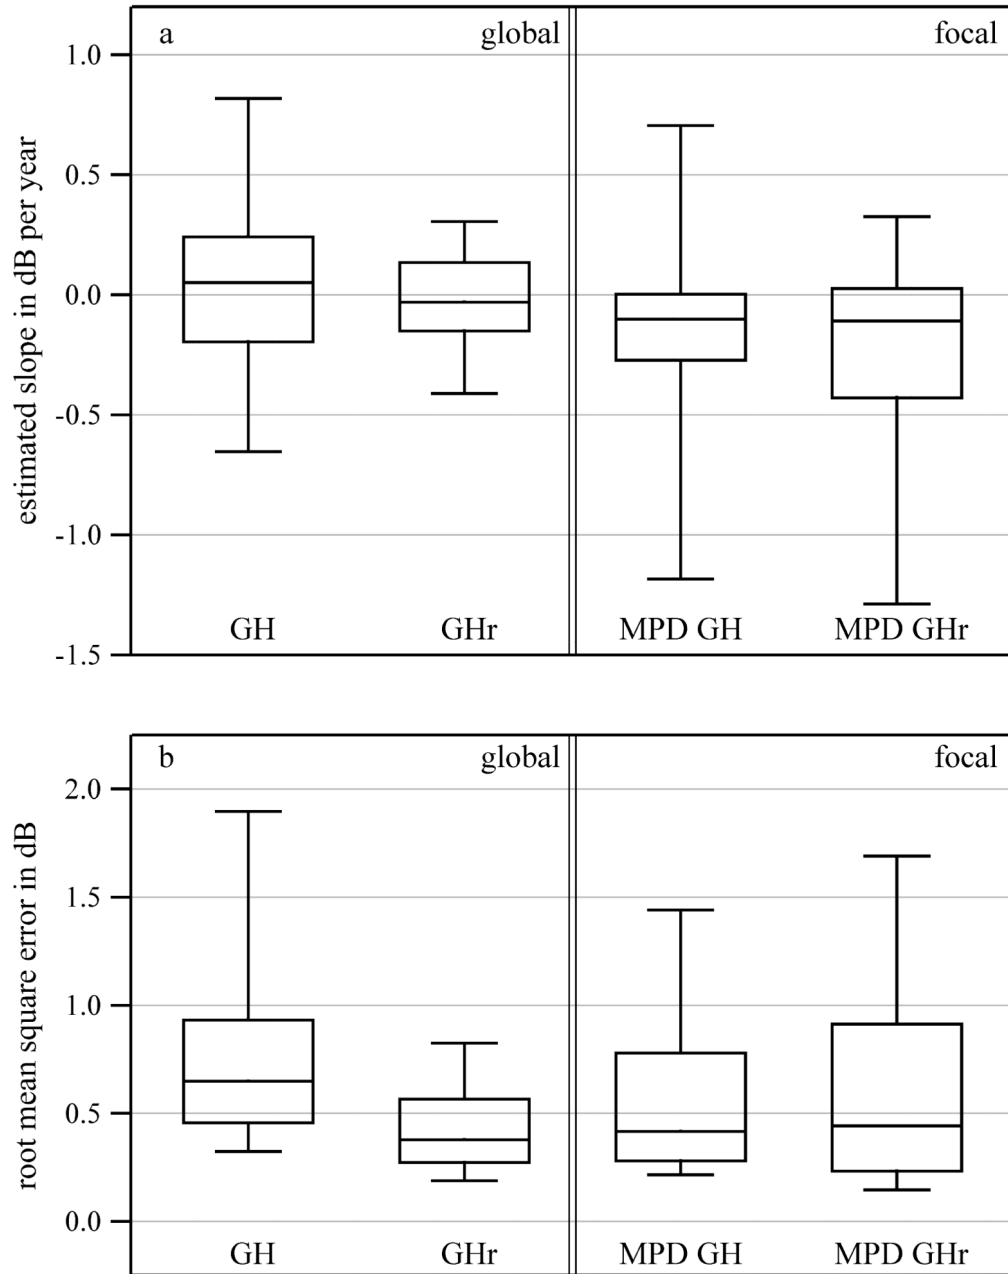 a global focal
1.0
0.5
0.0
-0.5
-1.0
-1.5
estimated slope in dB per year
GH GHr MPD GH MPD GHr
b global focal
2.0
1.5
1.0
0.5
0.0
root mean square error in dB
GH GHr MPD GH MPD GHr